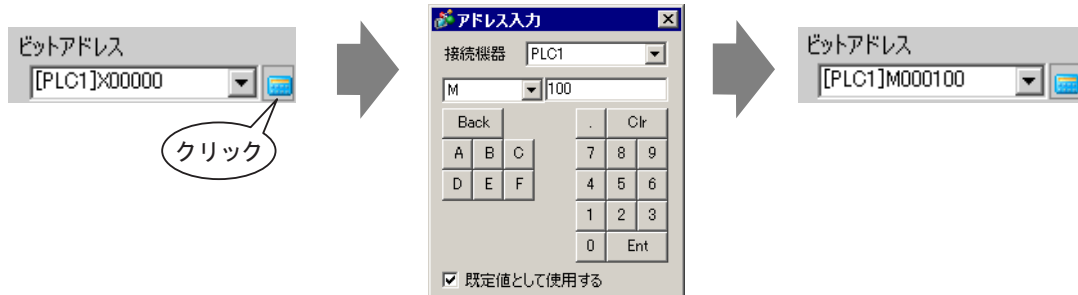 ビットアドレス
[PLC1]X00000
クリック
アドレス入力
接続機器 PLC1
M 100
Back . Clr
A B C 7 8 9
D E F 4 5 6
1 2 3
0 Ent
既定値として使用する
ビットアドレス
[PLC1]M000100